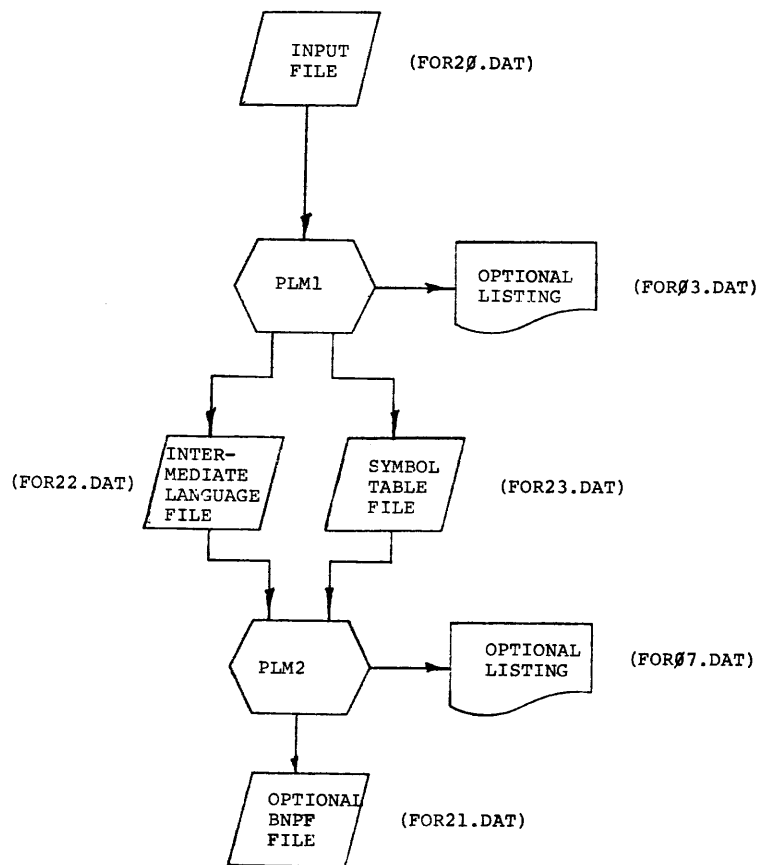 INPUT
FILE
(FOR2Ø.DAT)
PLM1
OPTIONAL
LISTING
(FORØ3.DAT)
(FOR22.DAT)
INTER-
MEDIATE
LANGUAGE
FILE
SYMBOL
TABLE
FILE
(FOR23.DAT)
PLM2
OPTIONAL
LISTING
(FORØ7.DAT)
OPTIONAL
BNPF
FILE
(FOR21.DAT)